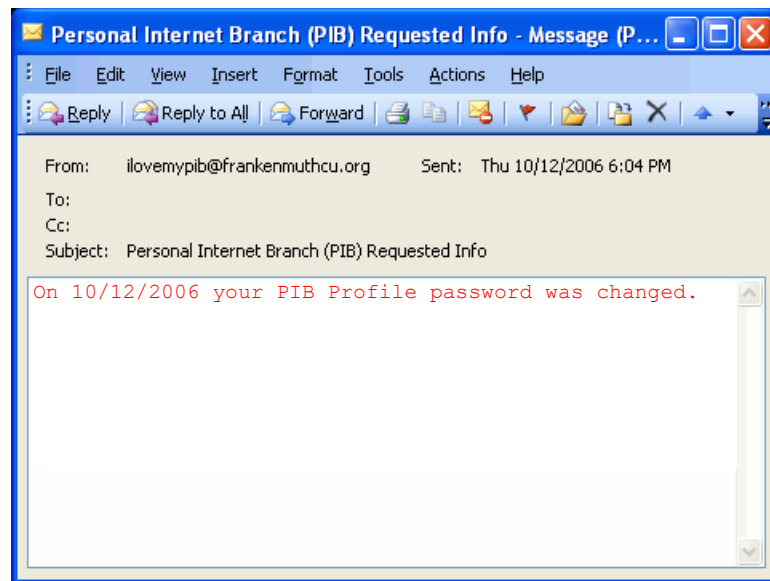 Personal Internet Branch (PIB) Requested Info - Message (P...
File Edit View Insert Format Tools Actions Help
Reply Reply to All Forward
From: ilovemypib@frankenmuthcu.org Sent: Thu 10/12/2006 6:04 PM
To:
Cc:
Subject: Personal Internet Branch (PIB) Requested Info
On 10/12/2006 your PIB Profile password was changed.